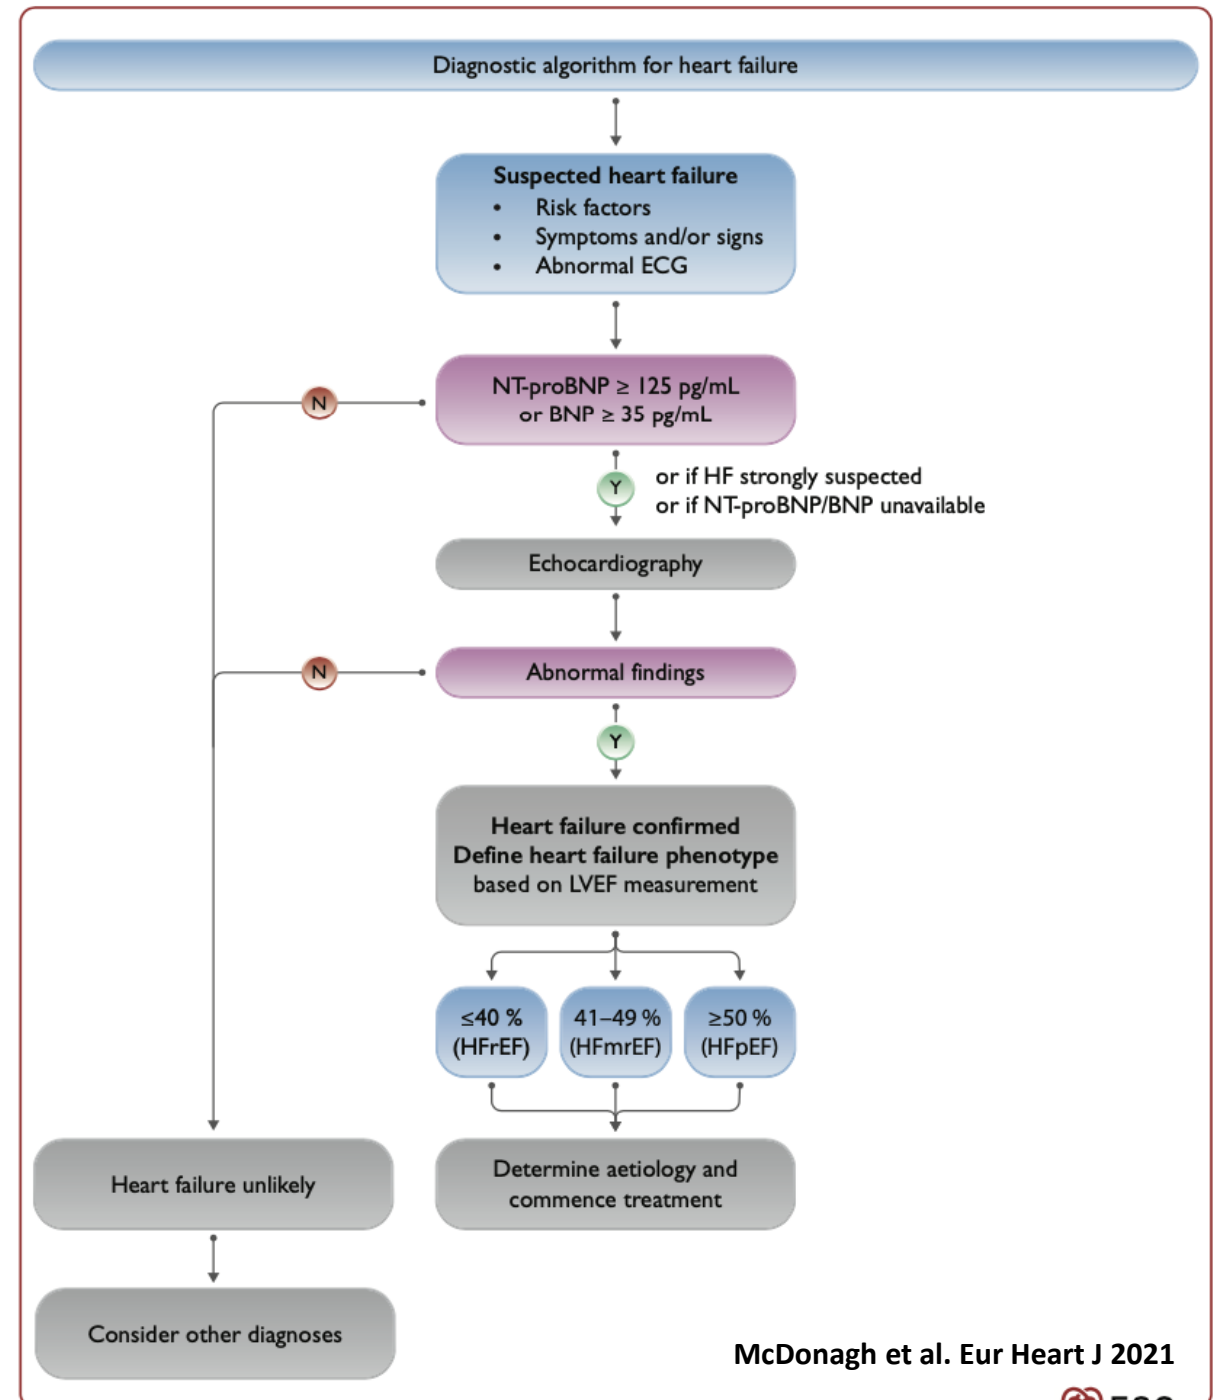 Diagnostic algorithm for heart failure
Suspected heart failure
• Risk factors
• Symptoms and/or signs
• Abnormal ECG
NT-proBNP ≥ 125 pg/mL
or BNP ≥ 35 pg/mL
N
Y
or if HF strongly suspected
or if NT-proBNP/BNP unavailable
Echocardiography
N
Abnormal findings
Y
Heart failure confirmed
Define heart failure phenotype
based on LVEF measurement
≤40 %
(HFrEF)
41–49 %
(HFmrEF)
≥50 %
(HFpEF)
Heart failure unlikely
Determine aetiology and
commence treatment
Consider other diagnoses
McDonagh et al. Eur Heart J 2021